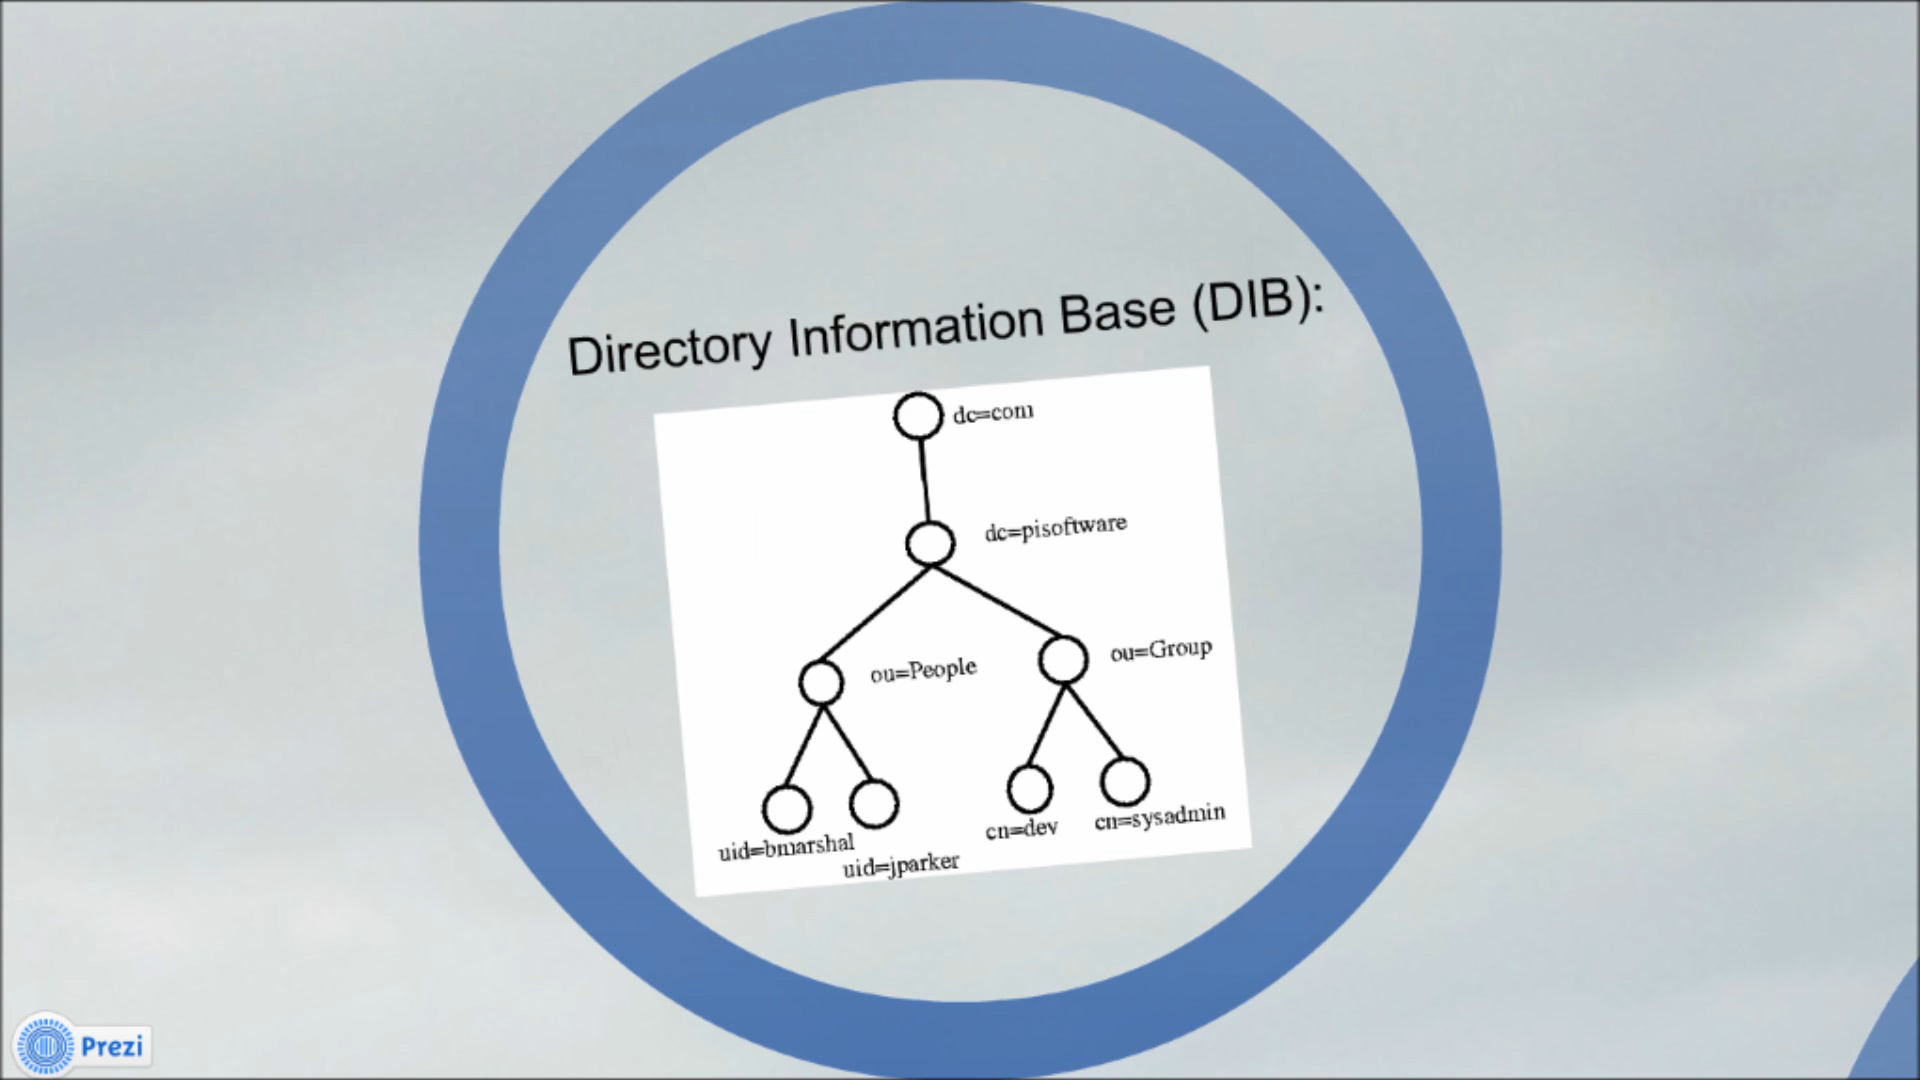 Directory Information Base (DIB):
dc=com
dc=pisoftware
ou=People
ou=Group
uid=bmarshal
uid=jparker
cn=dev
cn=sysadmin
Prezi